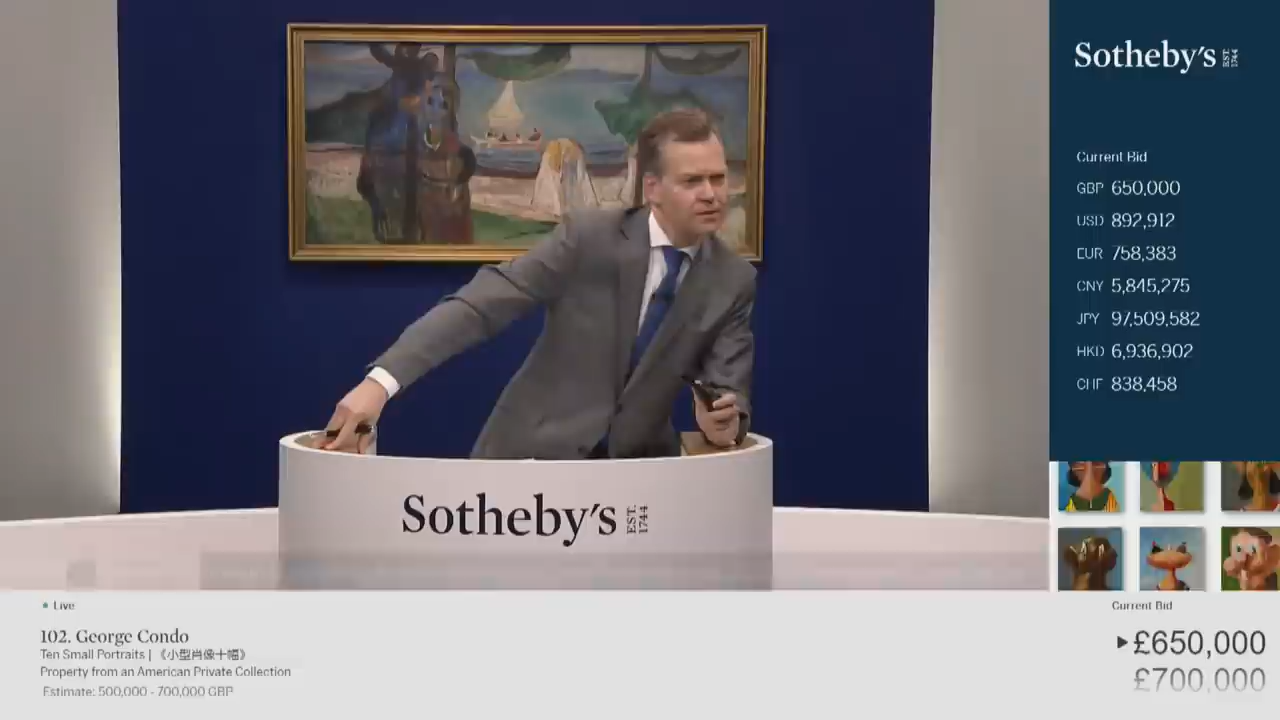 Sotheby's EST. 1744
Current Bid
GBP 650,000
USD 892,912
EUR 758,383
CNY 5,845,275
JPY 97,509,582
HKD 6,936,902
CHF 838,458
Sotheby's EST. 1744
Live
102. George Condo
Ten Small Portraits | 《小型肖像十幅》
Property from an American Private Collection
Estimate: 500,000 - 700,000 GBP
Current Bid
£650,000
£700,000